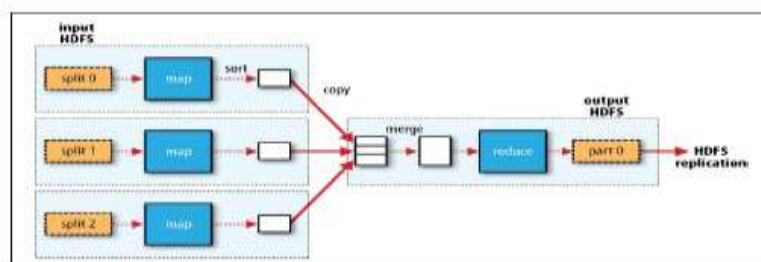 input
HDFS
split 0
map
sort
copy
split 1
map
split 2
map
merge
reduce
output
HDFS
part 0
HDFS
replication